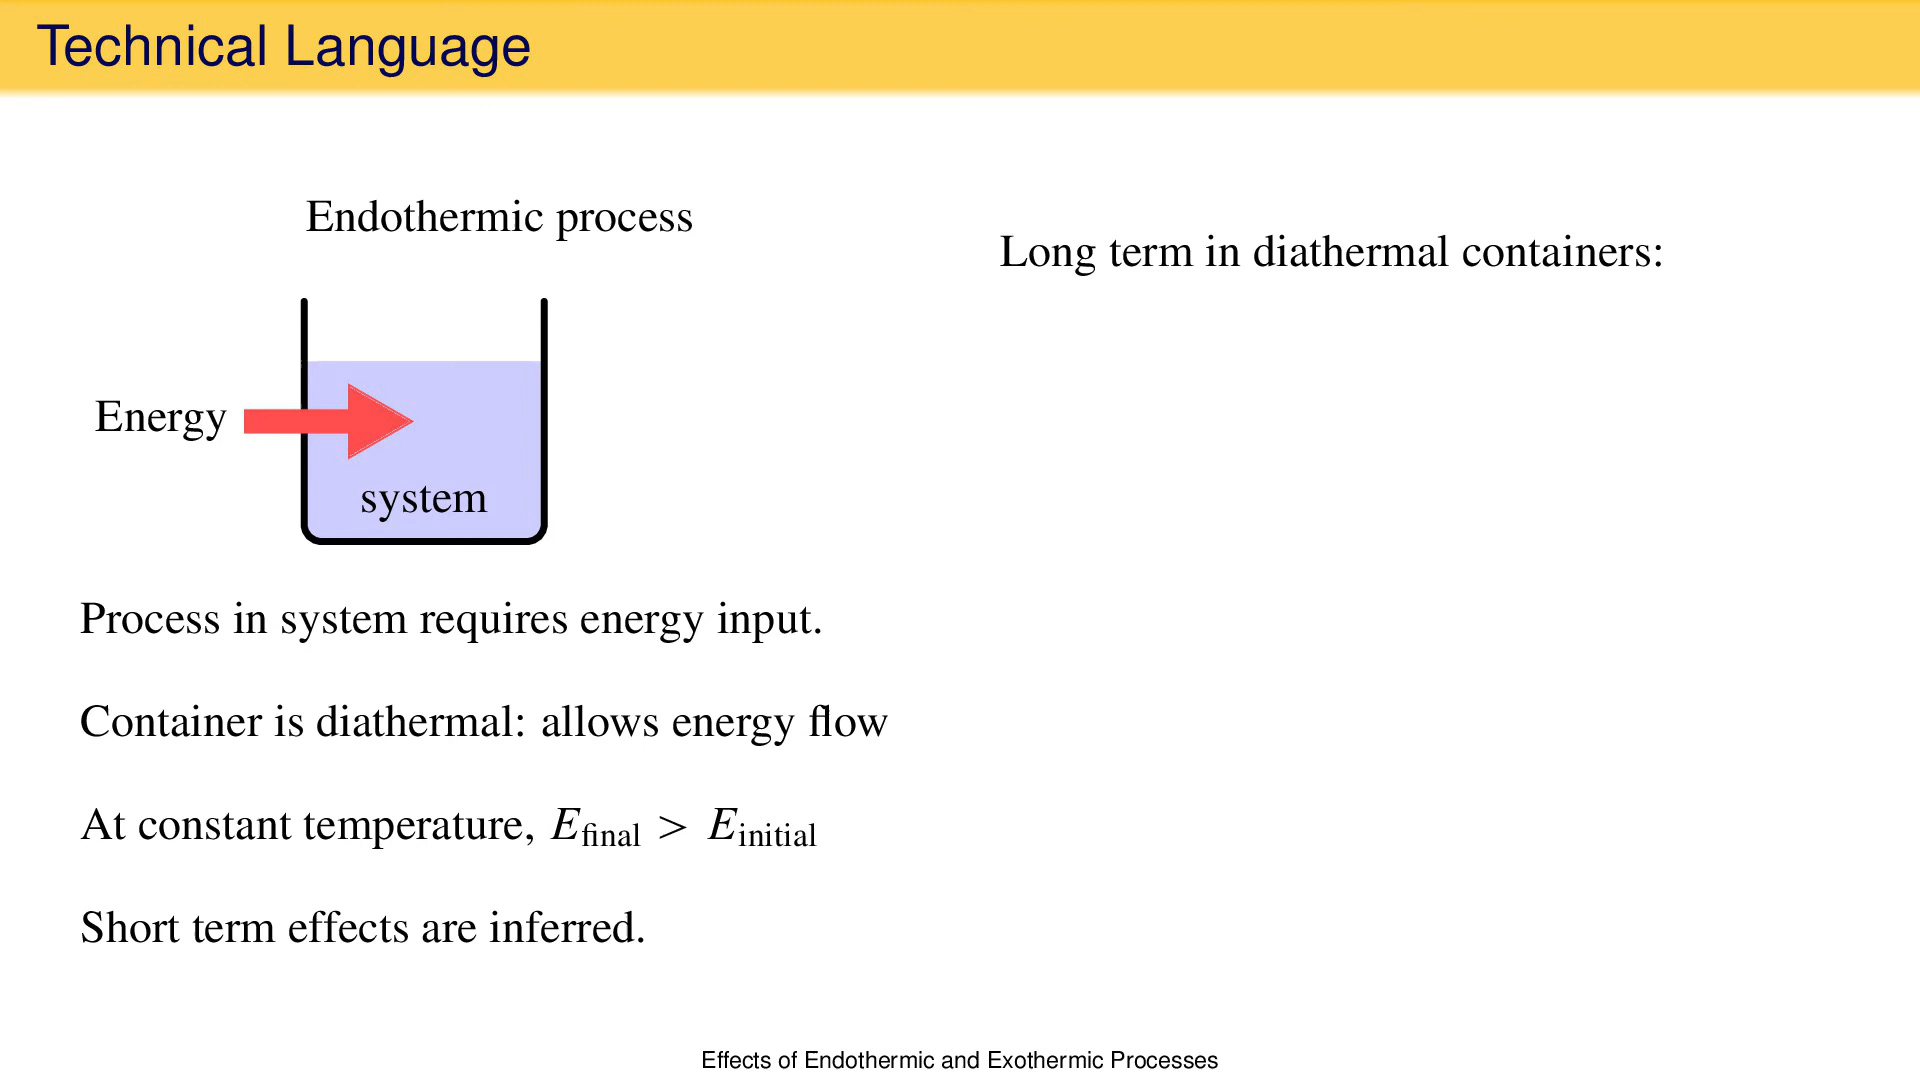 Technical Language
Endothermic process
Energy
system
Process in system requires energy input.
Container is diathermal: allows energy flow
At constant temperature, E_final > E_initial
Short term effects are inferred.
Long term in diathermal containers:
Effects of Endothermic and Exothermic Processes